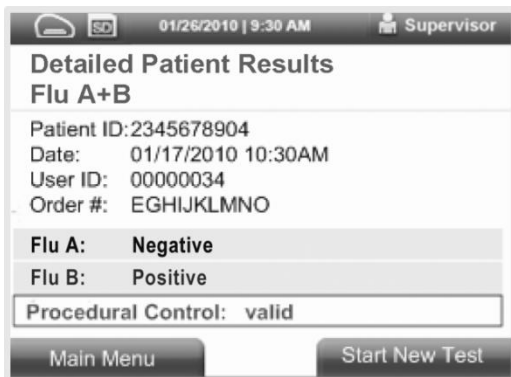 SD 01/26/2010 | 9:30 AM Supervisor
Detailed Patient Results
Flu A+B
Patient ID:2345678904
Date: 01/17/2010 10:30AM
User ID: 00000034
Order #: EGHIJKLMNO
Flu A: Negative
Flu B: Positive
Procedural Control: valid
Main Menu Start New Test